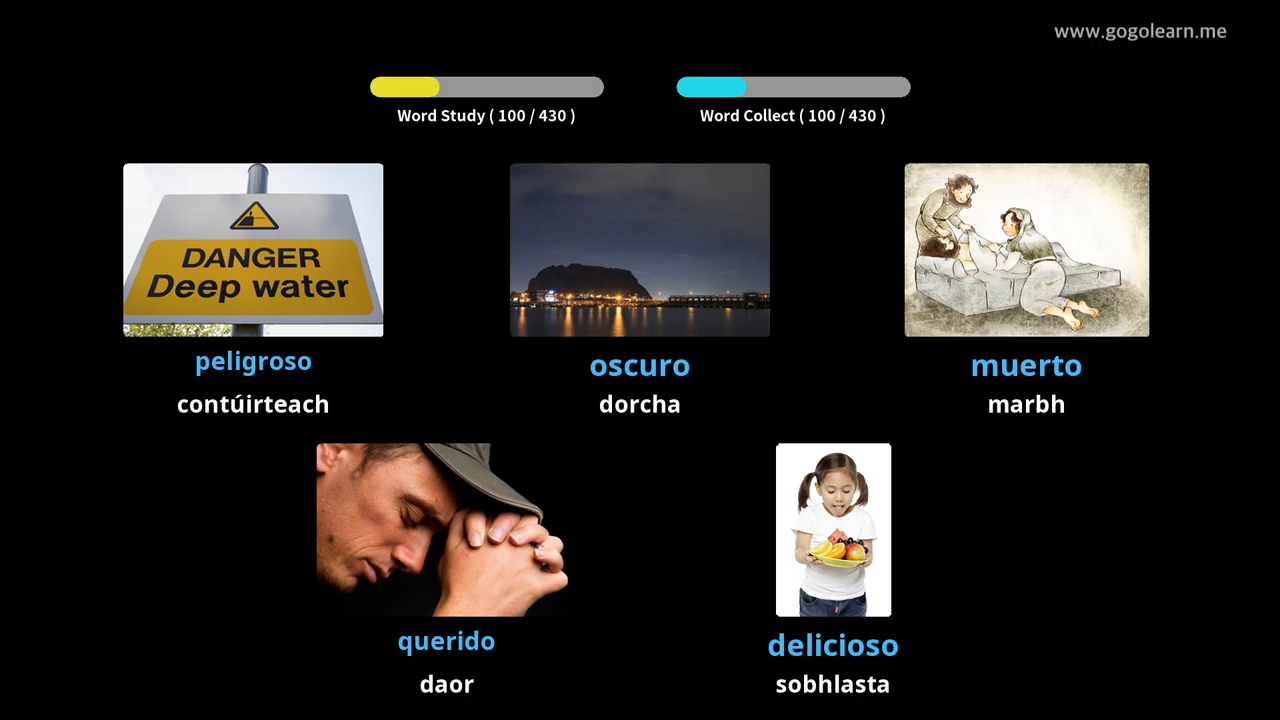 www.gogolearn.me
Word Study ( 100 / 430 )
Word Collect ( 100 / 430 )
DANGER
Deep water
peligroso
oscuro
muerto
contúirteach
dorcha
marbh
querido
delicioso
daor
sobhlasta